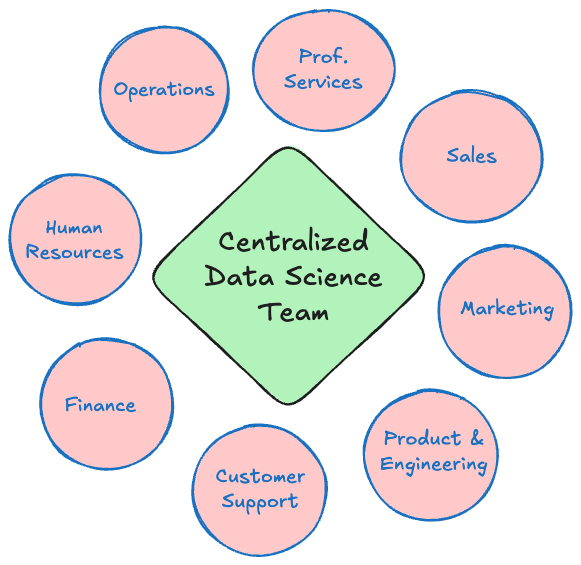 Prof.
Services
Operations
Sales
Human
Resources
Centralized
Data Science
Team
Marketing
Finance
Product &
Engineering
Customer
Support